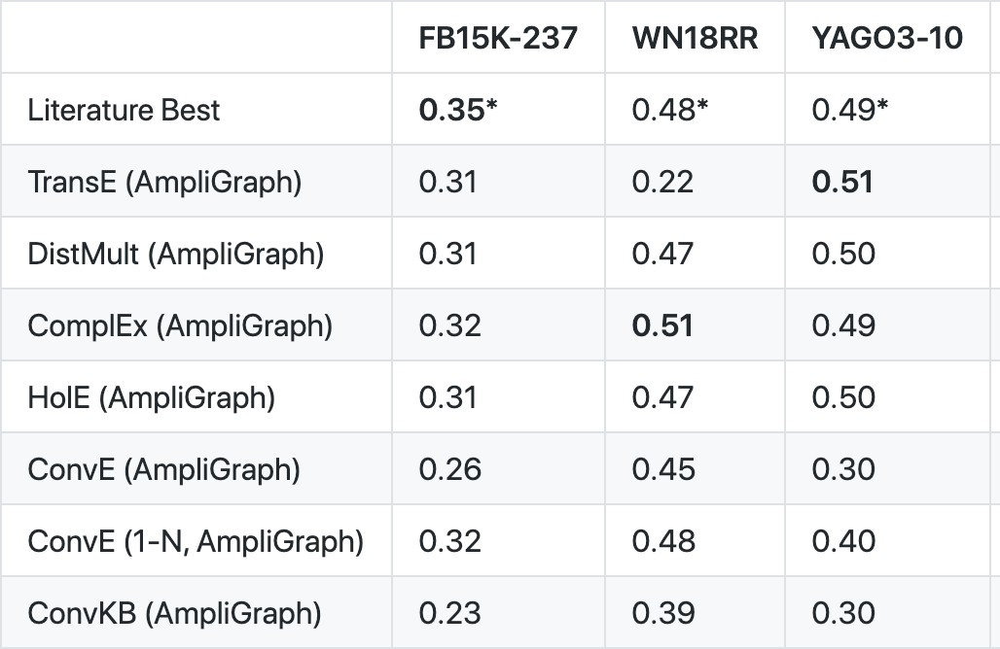 FB15K-237 WN18RR YAGO3-10
Literature Best 0.35* 0.48* 0.49*
TransE (AmpliGraph) 0.31 0.22 0.51
DistMult (AmpliGraph) 0.31 0.47 0.50
ComplEx (AmpliGraph) 0.32 0.51 0.49
HolE (AmpliGraph) 0.31 0.47 0.50
ConvE (AmpliGraph) 0.26 0.45 0.30
ConvE (1-N, AmpliGraph) 0.32 0.48 0.40
ConvKB (AmpliGraph) 0.23 0.39 0.30